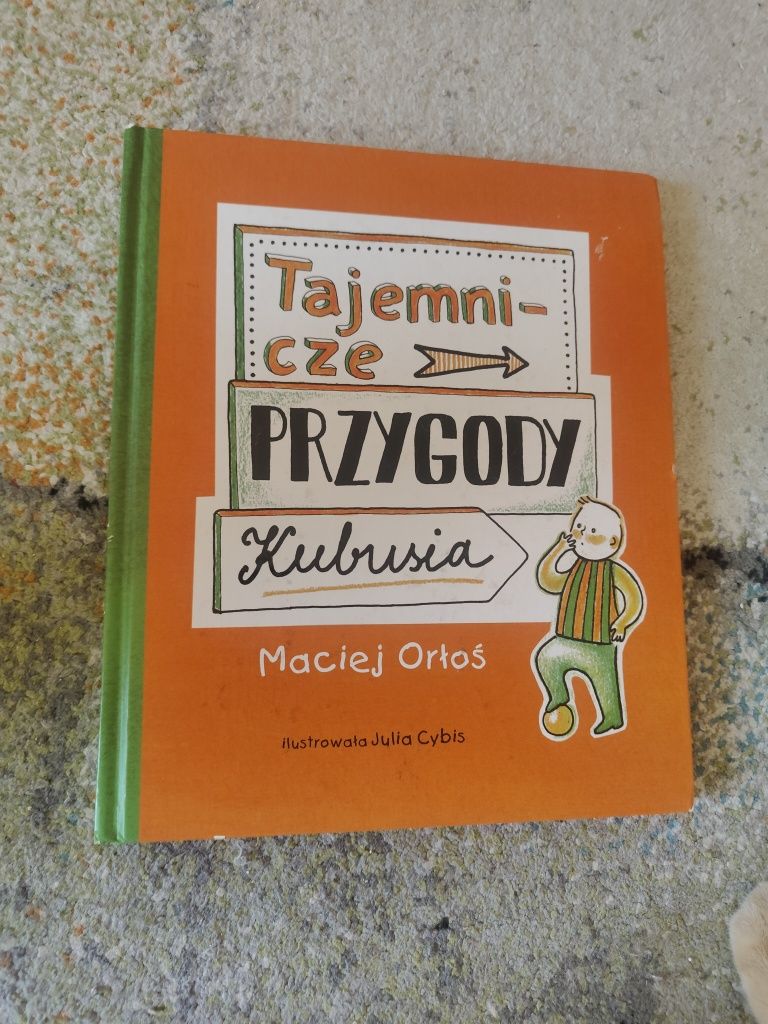 Tajemni-
cze
PRZYGODY
Kubusia
Maciej Orłoś
ilustrowała Julia Cybis